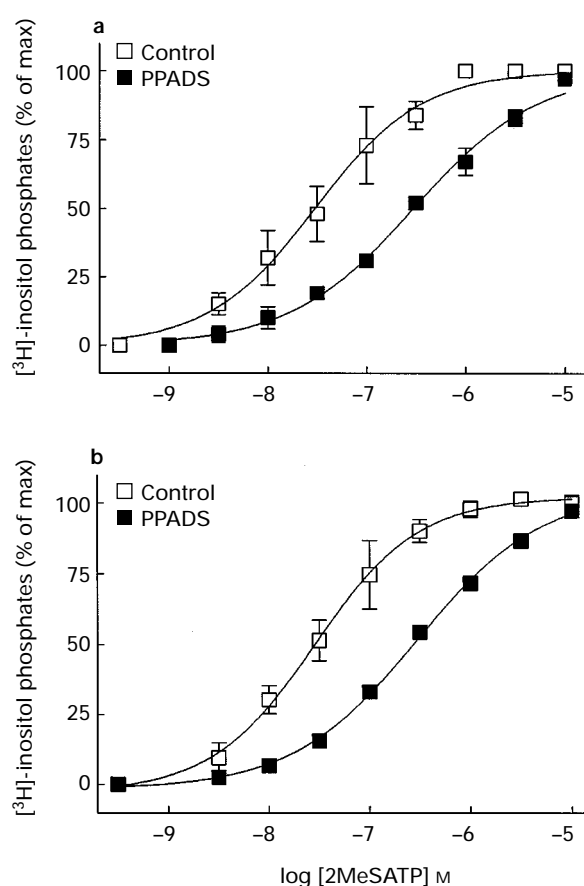 a
Control
PPADS
[³H]-inositol phosphates (% of max)
100
75
50
25
0
−9
−8
−7
−6
−5
b
Control
PPADS
[³H]-inositol phosphates (% of max)
100
75
50
25
0
−9
−8
−7
−6
−5
log [2MeSATP] M